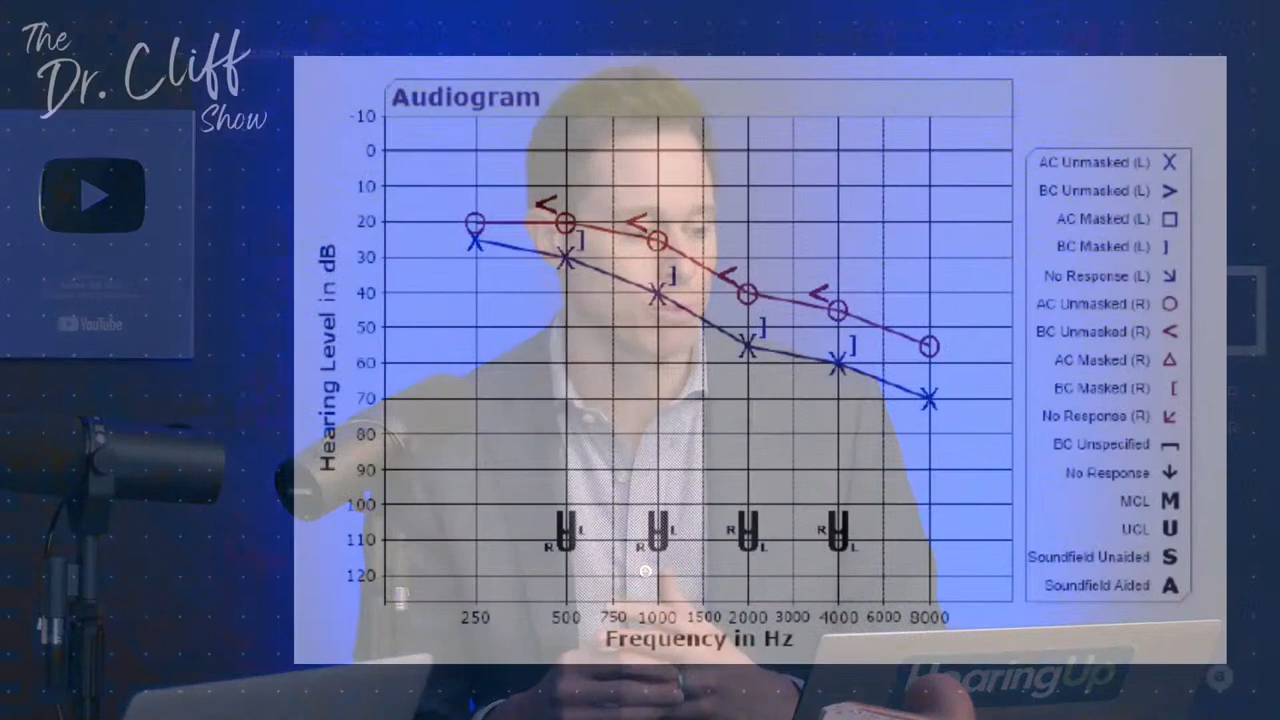 The
Dr. Cliff
Show
Audiogram
-10
0
10
20
30
40
50
60
70
80
90
100
110
120
Hearing Level in dB
250 500 750 1000 1500 2000 3000 4000 6000 8000
Frequency in Hz
AC Unmasked (L) X
BC Unmasked (L) >
AC Masked (L) □
BC Masked (L) ]
No Response (L) ↘
AC Unmasked (R) O
BC Unmasked (R) <
AC Masked (R) △
BC Masked (R) [
No Response (R) ↙
BC Unspecified
No Response ↓
MCL M
UCL U
Soundfield Unaided S
Soundfield Aided A
R L R L R L R L
YouTube
HearingUp